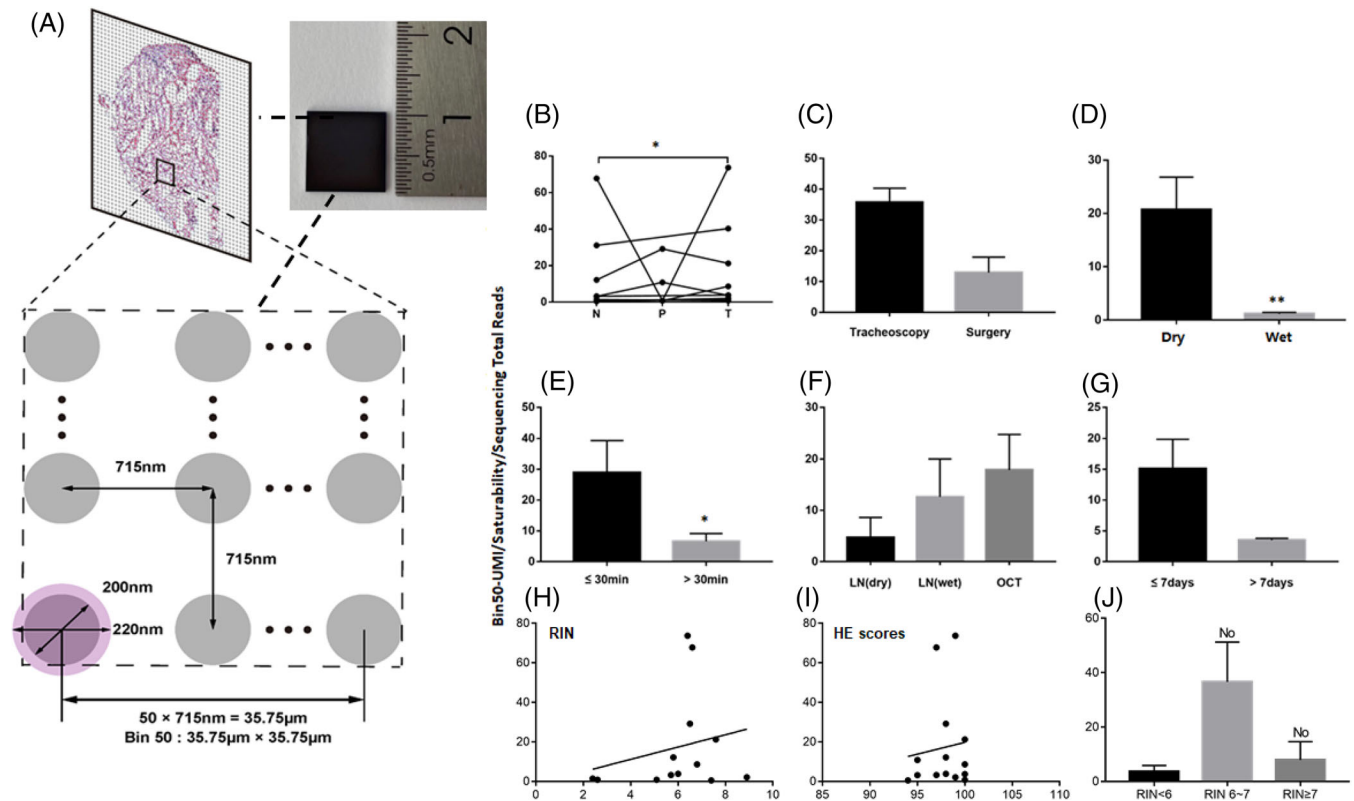 (A)
2
1
0.5mm
715nm
715nm
200nm
220nm
50 × 715nm = 35.75μm
Bin 50 : 35.75μm × 35.75μm
Bin50-UMI/Saturability/Sequencing Total Reads
(B)
80
60
40
20
0
*
N P T
(C)
50
40
30
20
10
0
Tracheoscopy Surgery
(D)
30
20
10
0
**
Dry Wet
(E)
50
40
30
20
10
0
*
≤ 30min > 30min
(F)
30
20
10
0
LN(dry) LN(wet) OCT
(G)
25
20
15
10
5
0
≤ 7days > 7days
(H)
RIN
80
60
40
20
0
0 2 4 6 8 10
(I)
HE scores
80
60
40
20
0
85 90 95 100 105
(J)
60
40
20
0
No
No
RIN<6 RIN 6~7 RIN≥7